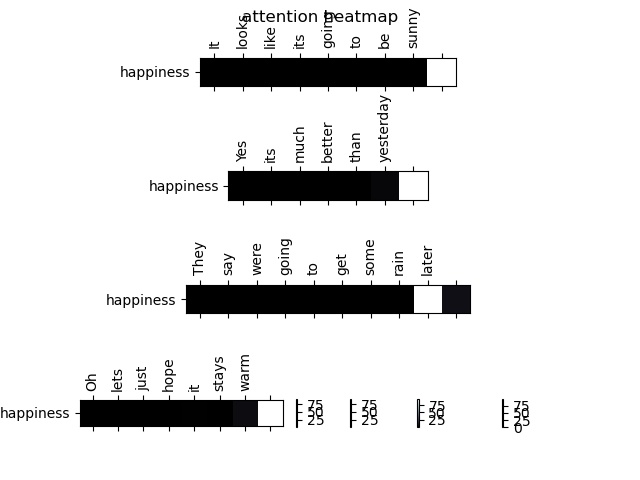 attention heatmap
It looks like its going to be sunny
happiness
Yes its much better than yesterday
happiness
They say were going to get some rain later
happiness
Oh lets just hope it stays warm
happiness
75 75 75 75
50 50 50 50
25 25 25 25
0